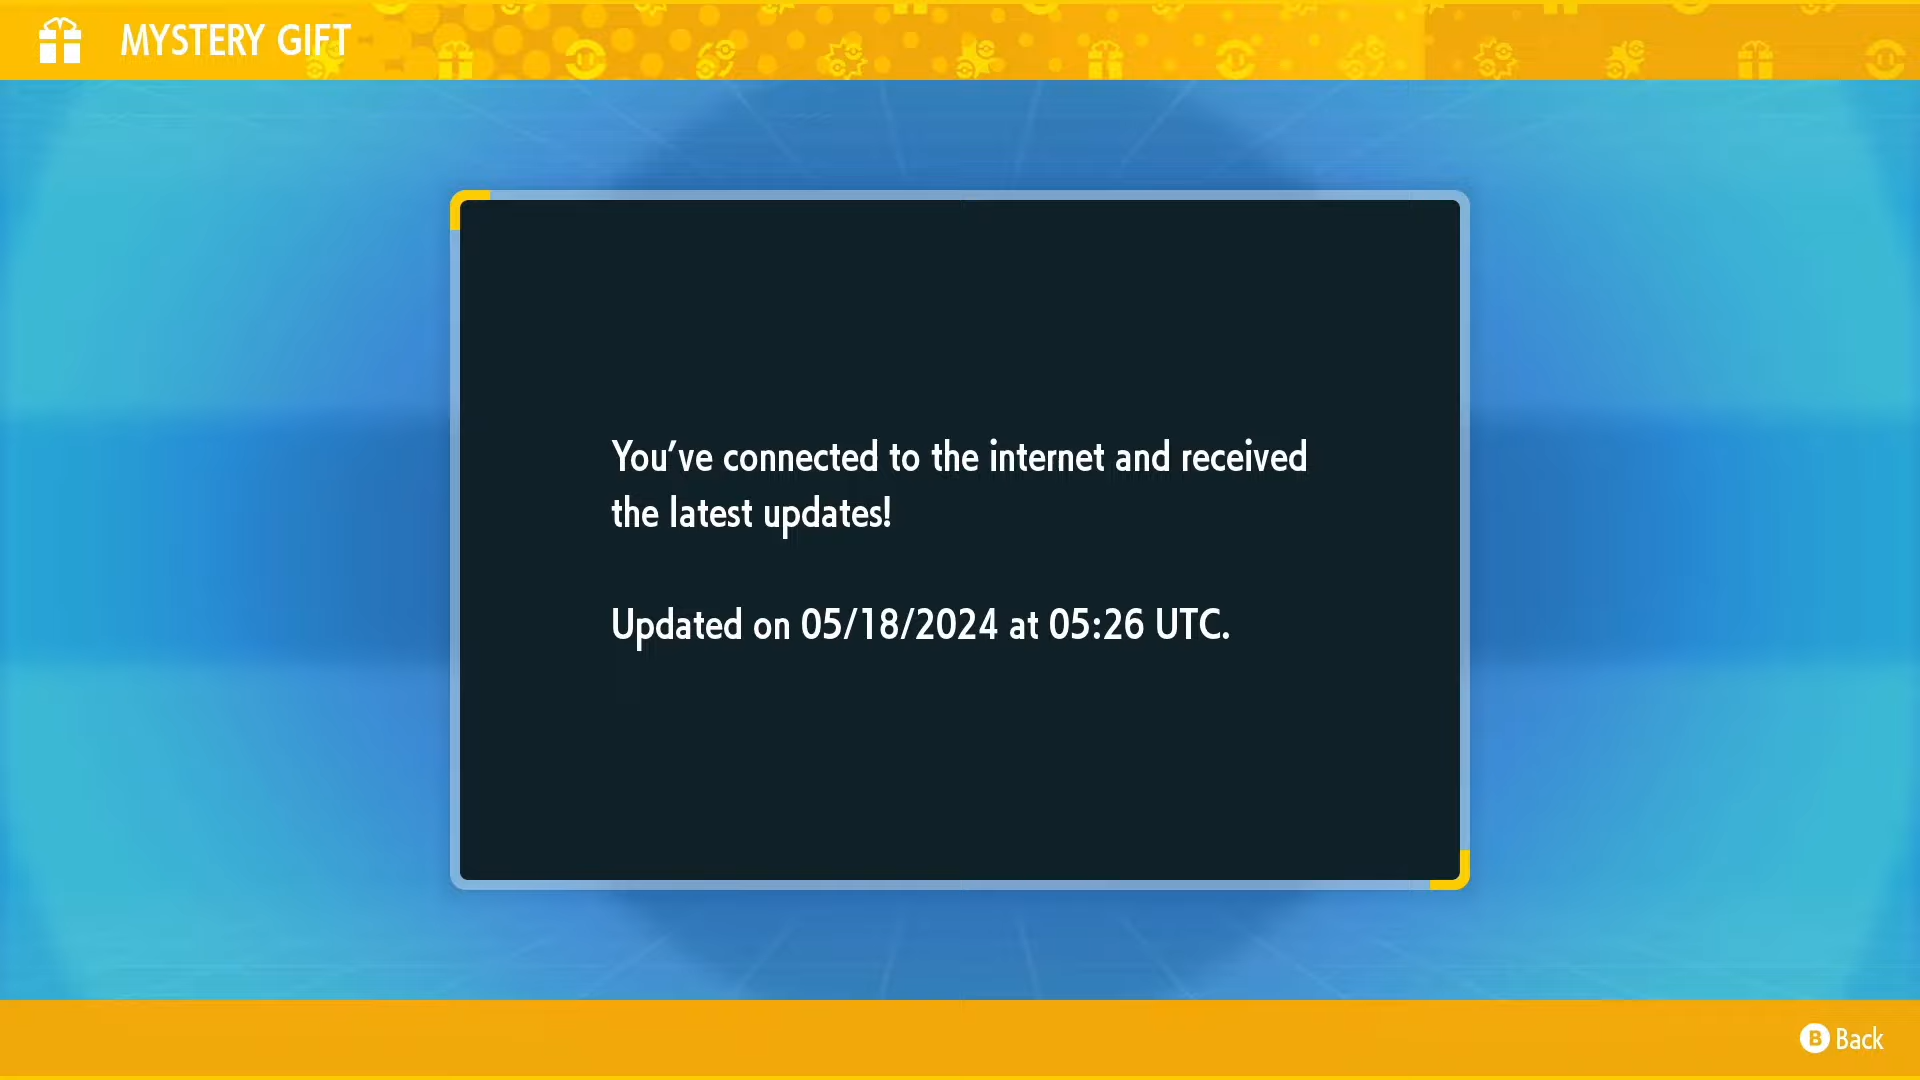 MYSTERY GIFT
You've connected to the internet and received
the latest updates!
Updated on 05/18/2024 at 05:26 UTC.
B Back